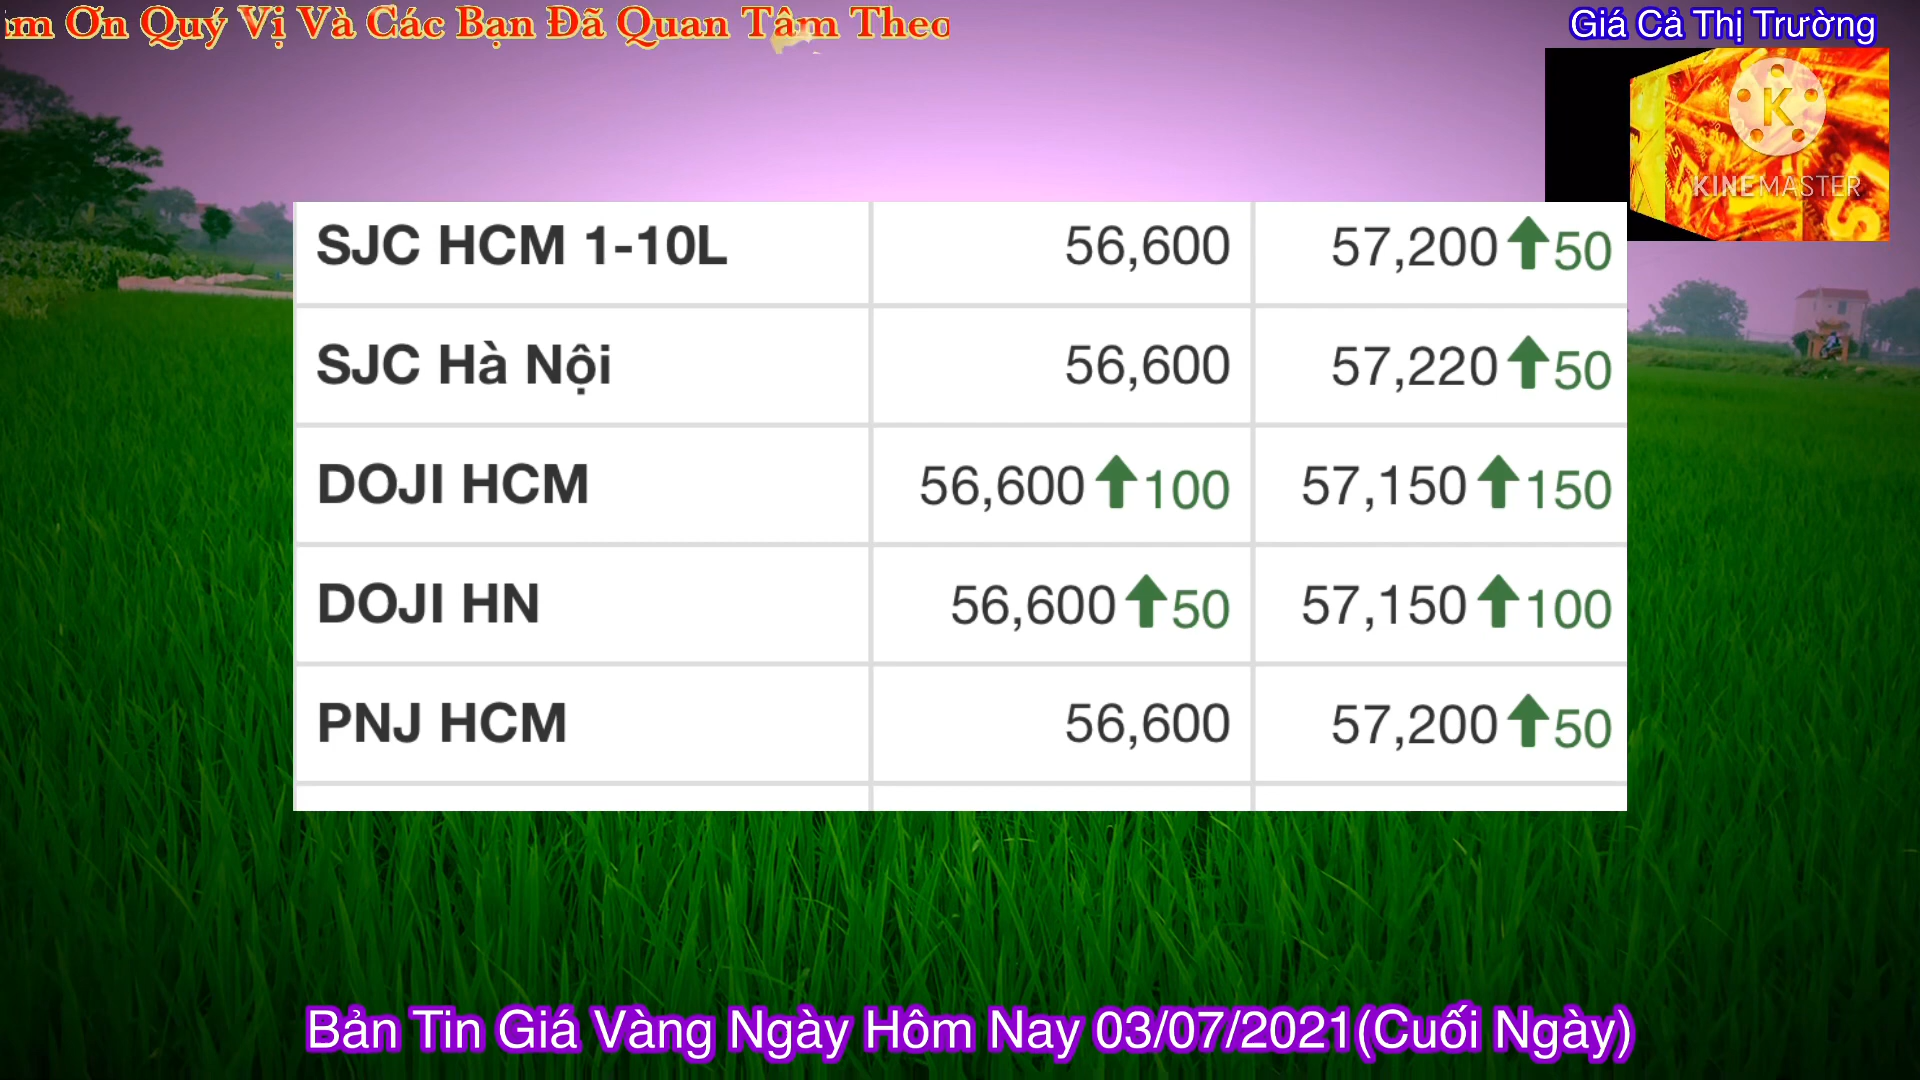 Ơn Quý Vị Và Các Bạn Đã Quan Tâm Theo
Giá Cả Thị Trường
K
KINEMASTER
SJC HCM 1-10L 56,600 57,200 50
SJC Hà Nội 56,600 57,220 50
DOJI HCM 56,600 100 57,150 150
DOJI HN 56,600 50 57,150 100
PNJ HCM 56,600 57,200 50
Bản Tin Giá Vàng Ngày Hôm Nay 03/07/2021(Cuối Ngày)